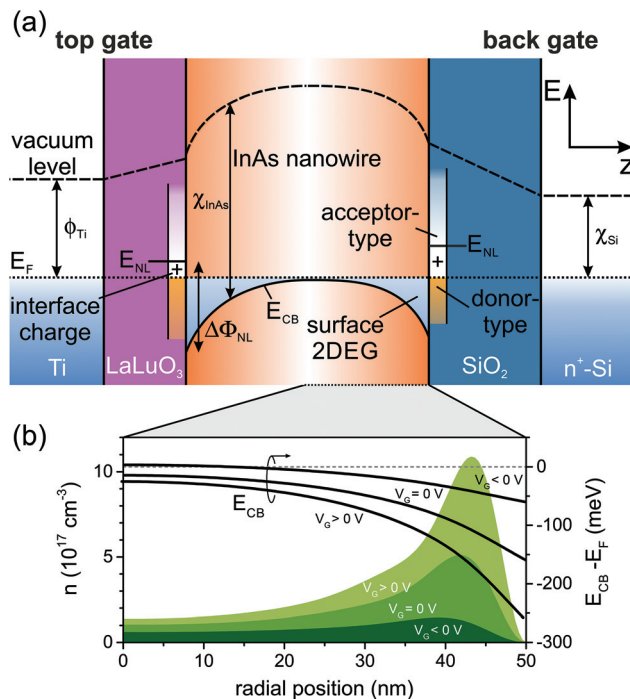 (a)
top gate
back gate
E
z
vacuum
level
InAs nanowire
χInAs
ϕTi
acceptor-
type
χSi
EF
ENL
+
ENL
+
interface
charge
ΔΦNL
ECB
surface
2DEG
donor-
type
Ti
LaLuO3
SiO2
n+-Si
(b)
10
5
0
n (10^17 cm^-3)
ECB
VG < 0 V
VG = 0 V
VG > 0 V
VG > 0 V
VG = 0 V
VG < 0 V
0
-100
-200
-300
ECB -EF (meV)
0
10
20
30
40
50
radial position (nm)